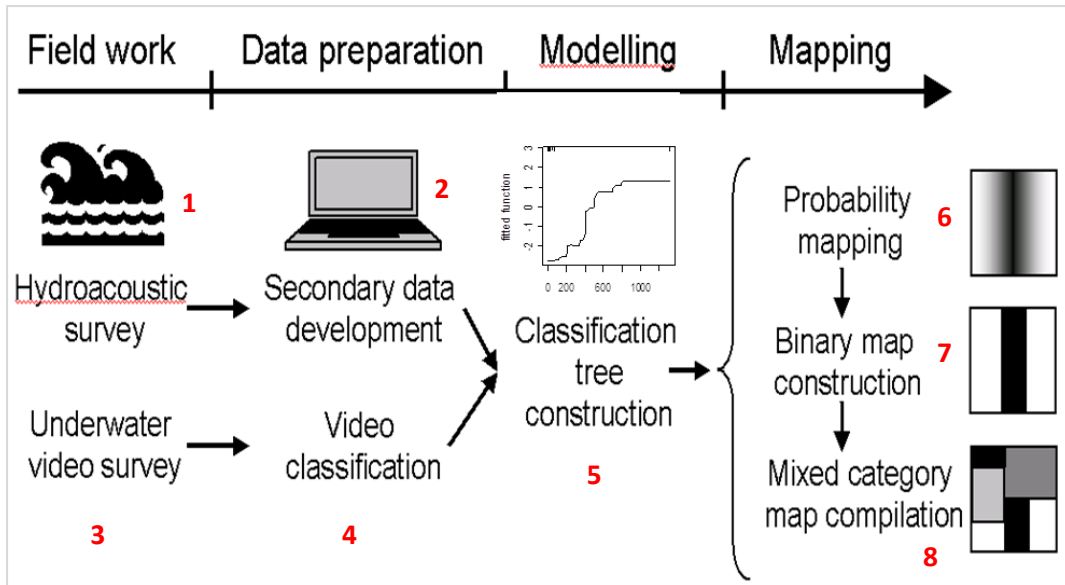 Field work
Data preparation
Modelling
Mapping
1
Hydroacoustic
survey
2
Secondary data
development
3
2
1
0
-1
-2
fitted function
0 200 600 1000
Classification
tree
construction
5
Probability
mapping
6
Binary map
construction
7
Mixed category
map compilation
8
Underwater
video survey
3
Video
classification
4